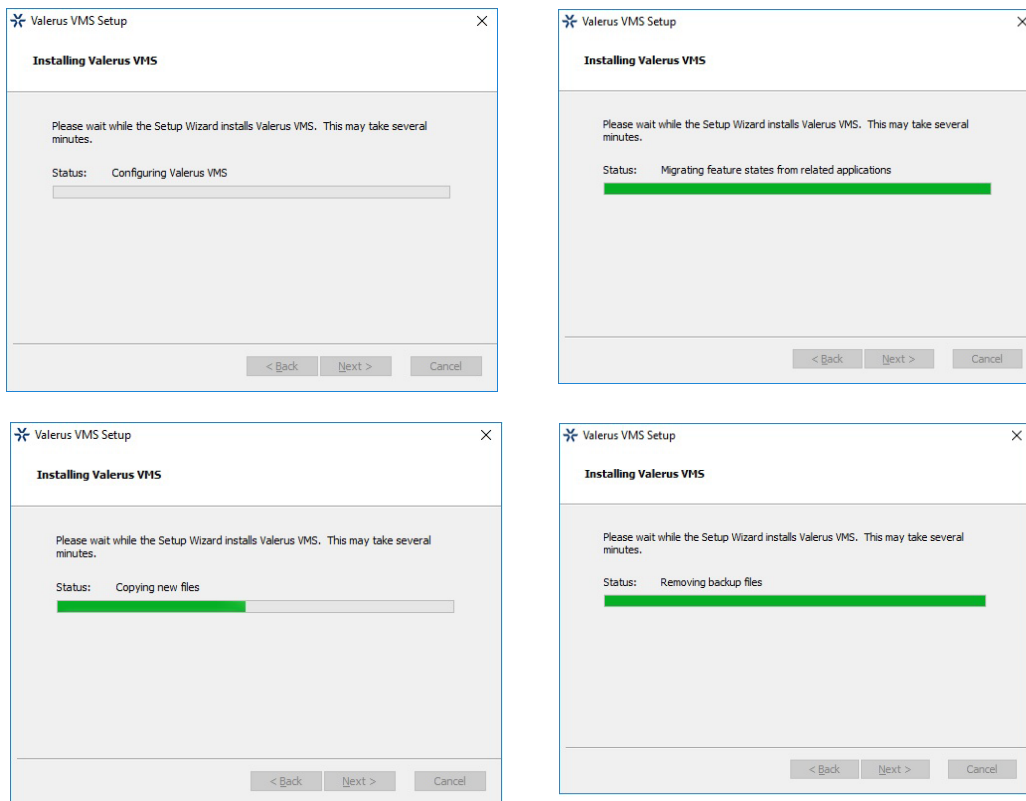 Valerus VMS Setup
Installing Valerus VMS
Please wait while the Setup Wizard installs Valerus VMS. This may take several
minutes.
Status: Configuring Valerus VMS
< Back Next > Cancel
Valerus VMS Setup
Installing Valerus VMS
Please wait while the Setup Wizard installs Valerus VMS. This may take several
minutes.
Status: Migrating feature states from related applications
< Back Next > Cancel
Valerus VMS Setup
Installing Valerus VMS
Please wait while the Setup Wizard installs Valerus VMS. This may take several
minutes.
Status: Copying new files
< Back Next > Cancel
Valerus VMS Setup
Installing Valerus VMS
Please wait while the Setup Wizard installs Valerus VMS. This may take several
minutes.
Status: Removing backup files
< Back Next > Cancel